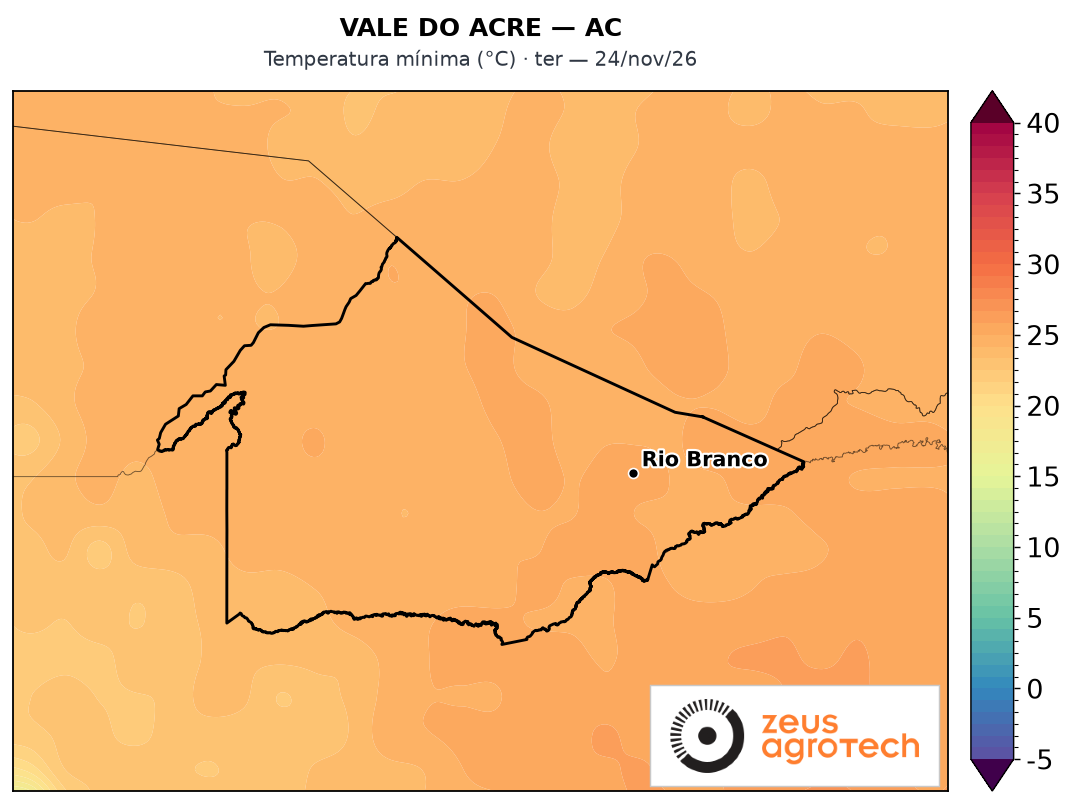 VALE DO ACRE — AC
Temperatura mínima (°C) · ter — 24/nov/26
40
35
30
25
20
15
10
5
0
-5
Rio Branco
zeus
agrotech